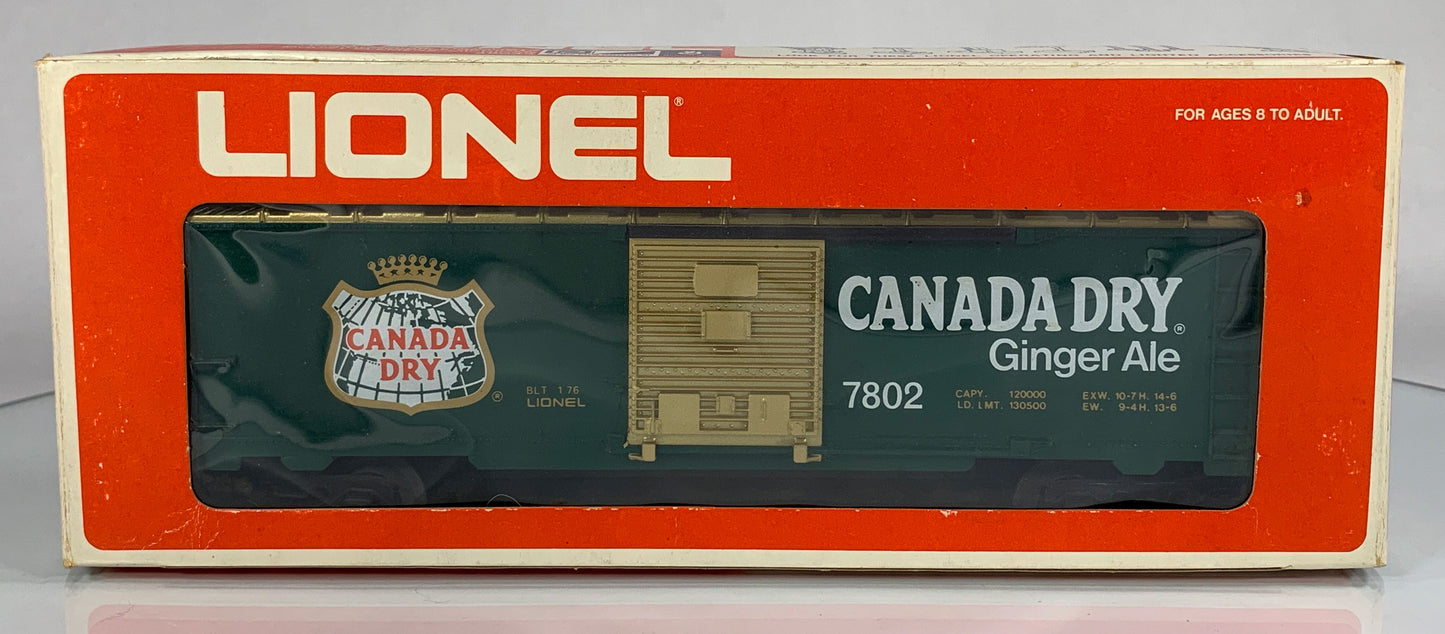 LIONEL®
FOR AGES 8 TO ADULT.
CANADA
DRY
®
BLT 1 76
LIONEL
CANADA DRY®
Ginger Ale
7802
CAPY. 120000
LD. LMT. 130500
EXW. 10-7 H. 14-6
EW. 9-4 H. 13-6